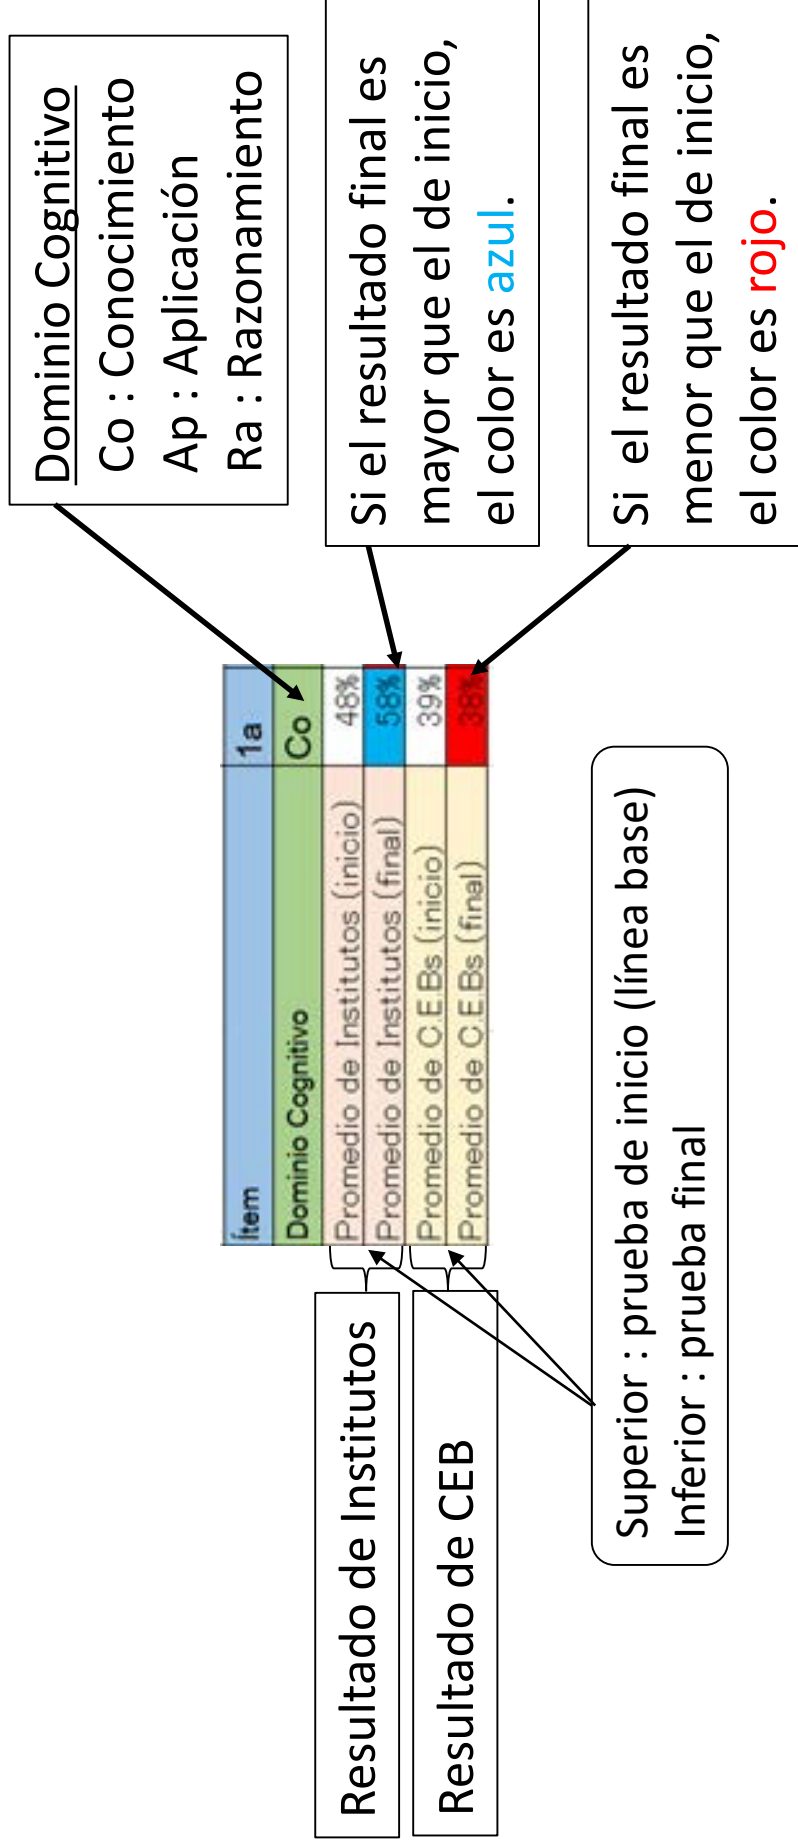 Dominio Cognitivo
Co : Conocimiento
Ap : Aplicación
Ra : Razonamiento
Si el resultado final es
mayor que el de inicio,
el color es azul.
Si el resultado final es
menor que el de inicio,
el color es rojo.
Ítem 1a
Dominio Cognitivo Co
Promedio de Institutos (inicio) 48%
Promedio de Institutos (final) 58%
Promedio de C.E.Bs (inicio) 39%
Promedio de C.E.Bs (final) 38%
Resultado de Institutos
Resultado de CEB
Superior : prueba de inicio (línea base)
Inferior : prueba final